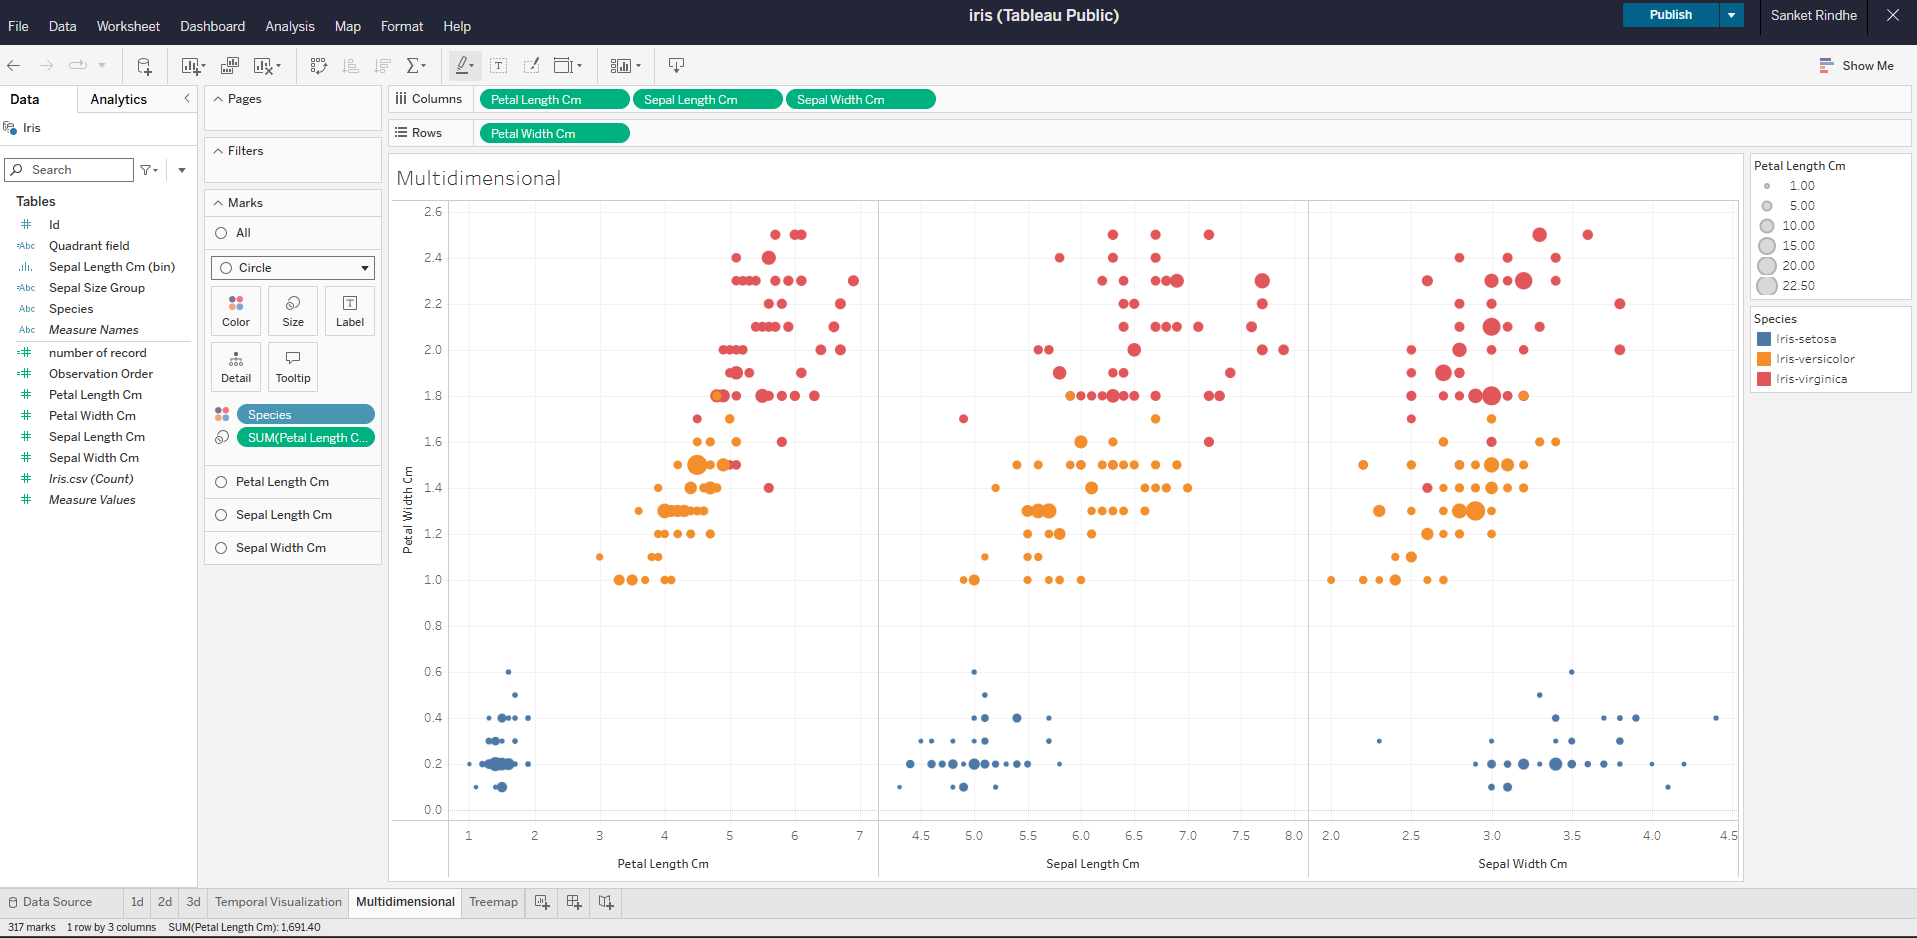 iris (Tableau Public)
Publish
Sanket Rindhe
File Data Worksheet Dashboard Analysis Map Format Help
Show Me
Data Analytics
Iris
Search
Tables
# Id
=Abc Quadrant field
Sepal Length Cm (bin)
=Abc Sepal Size Group
Abc Species
Abc Measure Names
=# number of record
=# Observation Order
# Petal Length Cm
# Petal Width Cm
# Sepal Length Cm
# Sepal Width Cm
# Iris.csv (Count)
# Measure Values
Pages
Filters
Marks
All
Circle
Color Size Label
Detail Tooltip
Species
SUM(Petal Length C...
Petal Length Cm
Sepal Length Cm
Sepal Width Cm
Columns Petal Length Cm Sepal Length Cm Sepal Width Cm
Rows Petal Width Cm
Multidimensional
Petal Width Cm
2.6
2.4
2.2
2.0
1.8
1.6
1.4
1.2
1.0
0.8
0.6
0.4
0.2
0.0
1 2 3 4 5 6 7 4.5 5.0 5.5 6.0 6.5 7.0 7.5 8.0 2.0 2.5 3.0 3.5 4.0 4.5
Petal Length Cm Sepal Length Cm Sepal Width Cm
Petal Length Cm
1.00
5.00
10.00
15.00
20.00
22.50
Species
Iris-setosa
Iris-versicolor
Iris-virginica
Data Source 1d 2d 3d Temporal Visualization Multidimensional Treemap
317 marks 1 row by 3 columns SUM(Petal Length Cm): 1,691.40